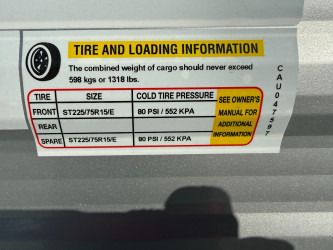 TIRE AND LOADING INFORMATION
The combined weight of cargo should never exceed
598 kgs or 1318 lbs.
TIRE SIZE COLD TIRE PRESSURE
FRONT ST225/75R15/E 80 PSI / 552 KPA
REAR
SPARE ST225/75R15/E 80 PSI / 552 KPA
SEE OWNER'S
MANUAL FOR
ADDITIONAL
INFORMATION
CAU047597